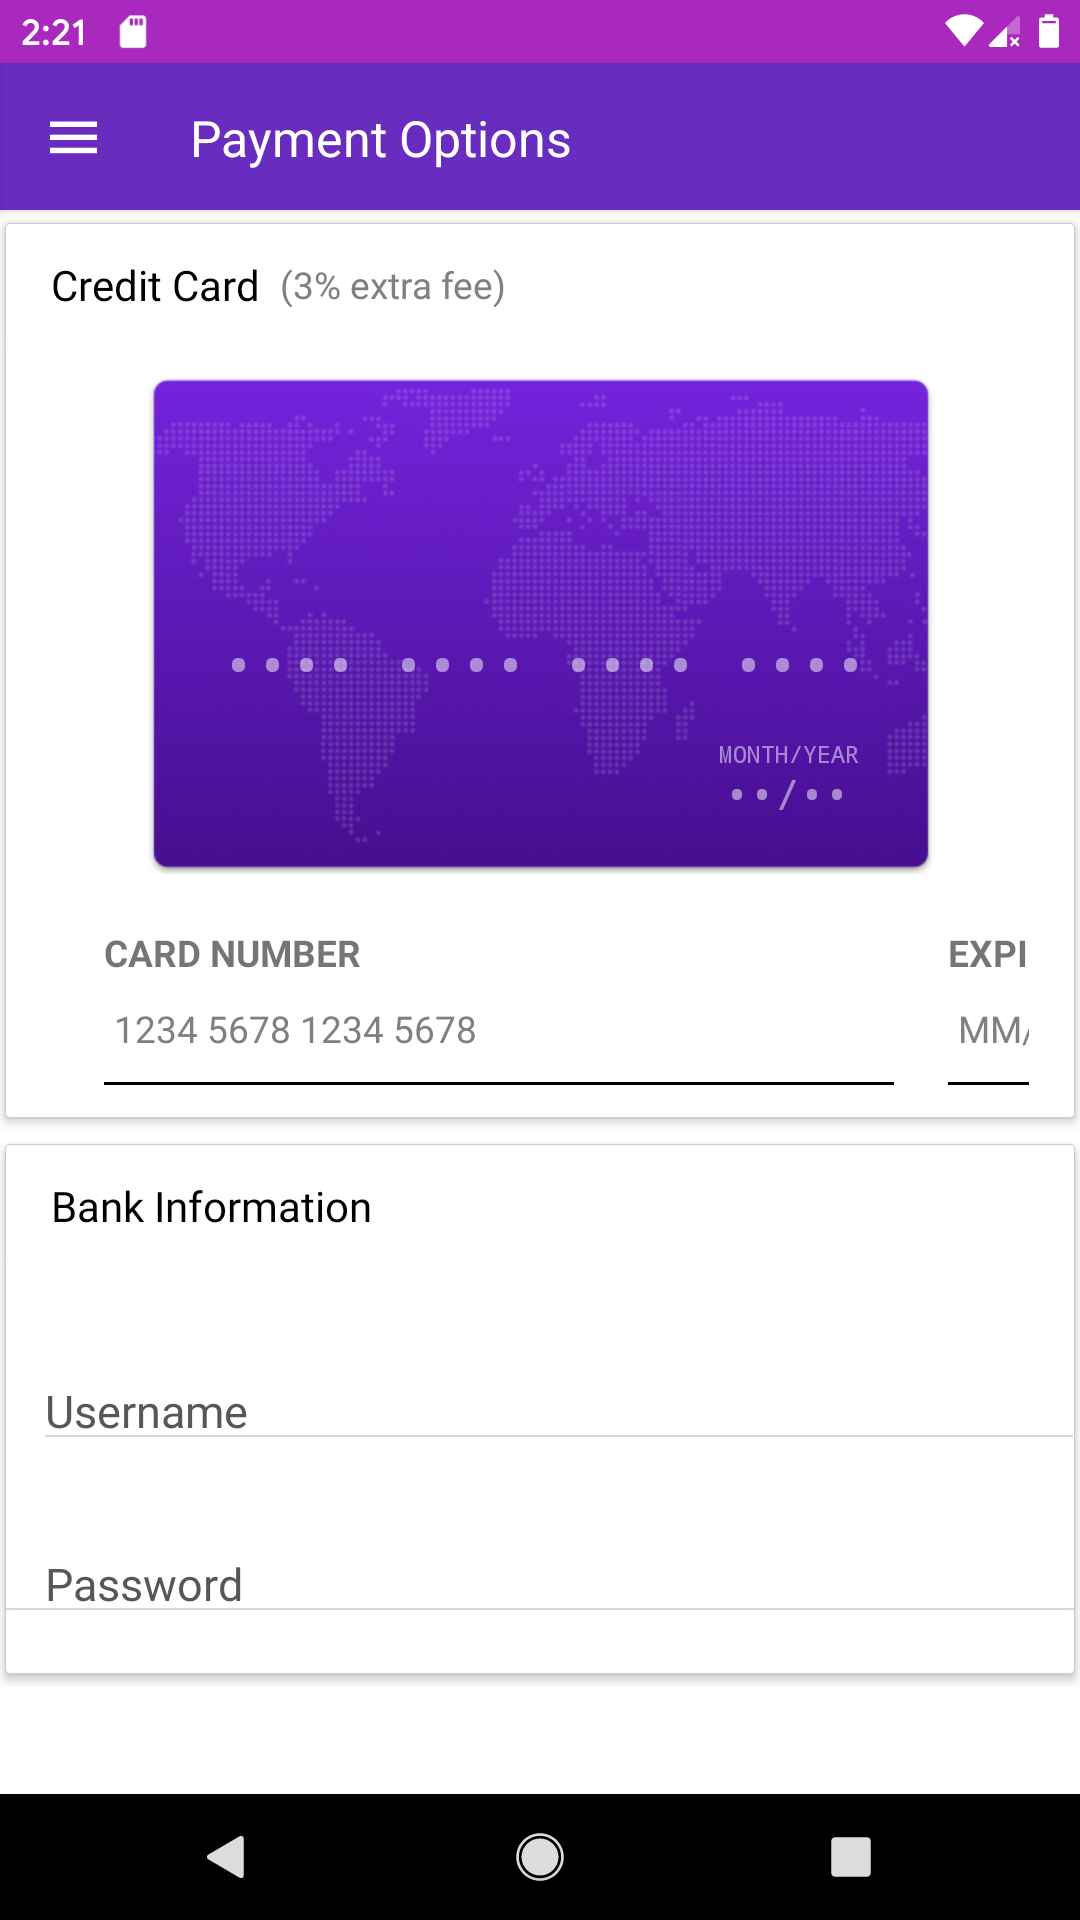 2:21
Payment Options
Credit Card (3% extra fee)
•••• •••• •••• ••••
MONTH/YEAR
••/••
CARD NUMBER EXPI
1234 5678 1234 5678 MM/
Bank Information
Username
Password